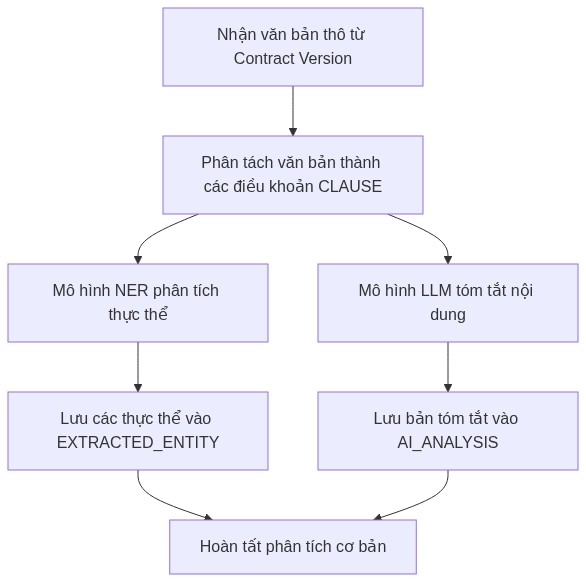 Nhận văn bản thô từ
Contract Version
Phân tách văn bản thành
các điều khoản CLAUSE
Mô hình NER phân tích
thực thể
Mô hình LLM tóm tắt nội
dung
Lưu các thực thể vào
EXTRACTED_ENTITY
Lưu bản tóm tắt vào
AI_ANALYSIS
Hoàn tất phân tích cơ bản